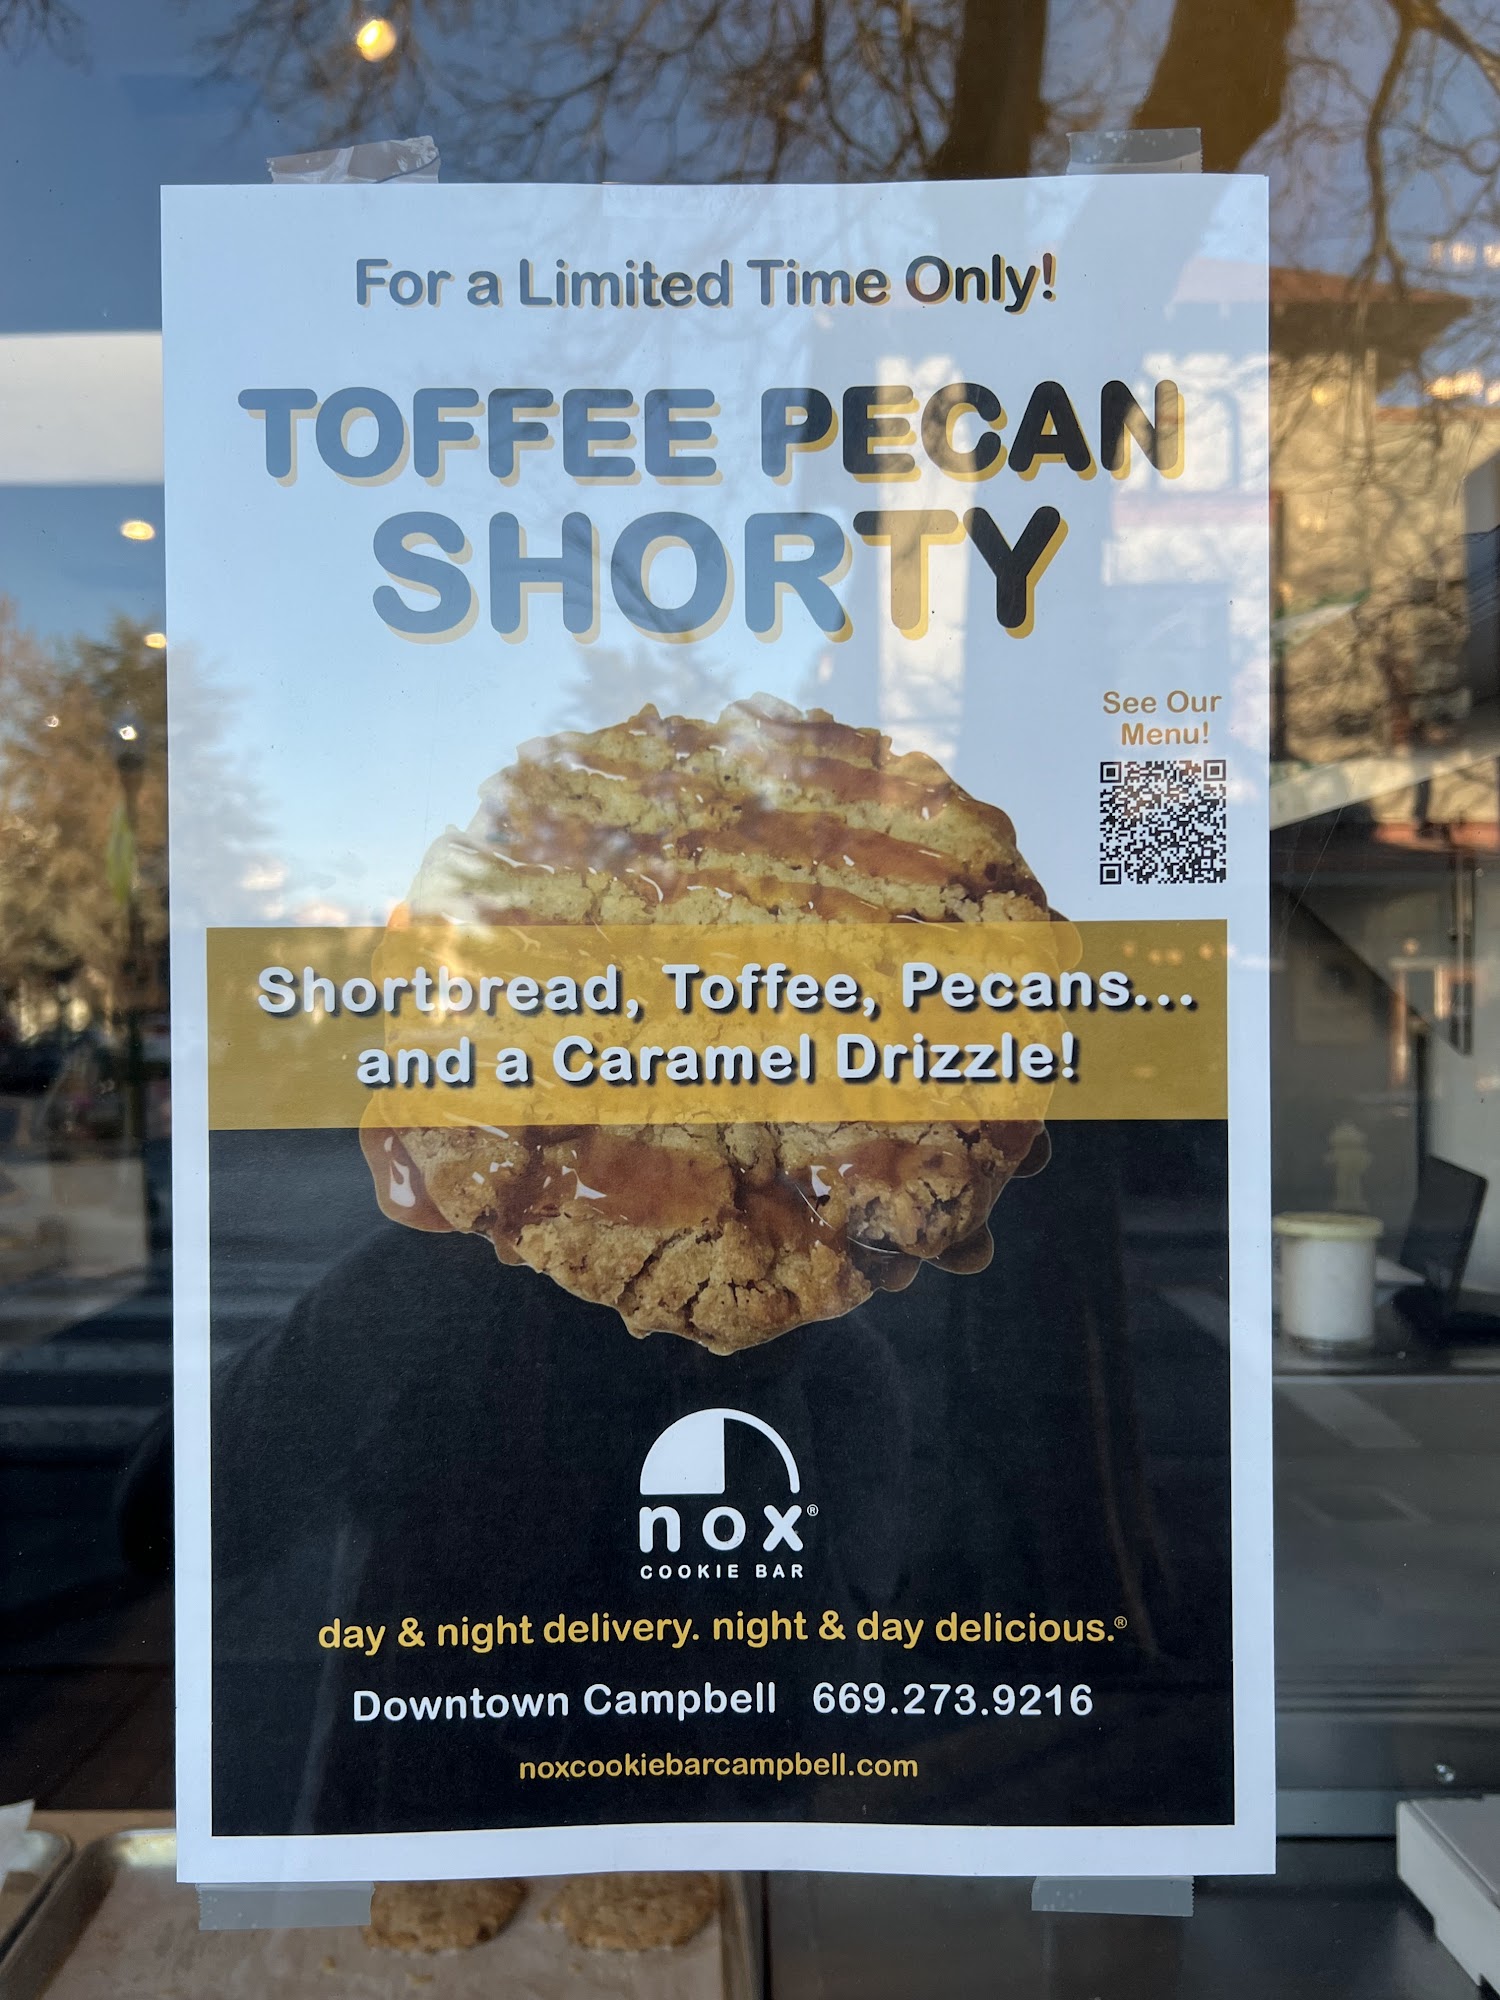 For a Limited Time Only!
TOFFEE PECAN
SHORTY
See Our
Menu!
Shortbread, Toffee, Pecans...
and a Caramel Drizzle!
nox®
COOKIE BAR
day & night delivery. night & day delicious.®
Downtown Campbell 669.273.9216
noxcookiebarcampbell.com